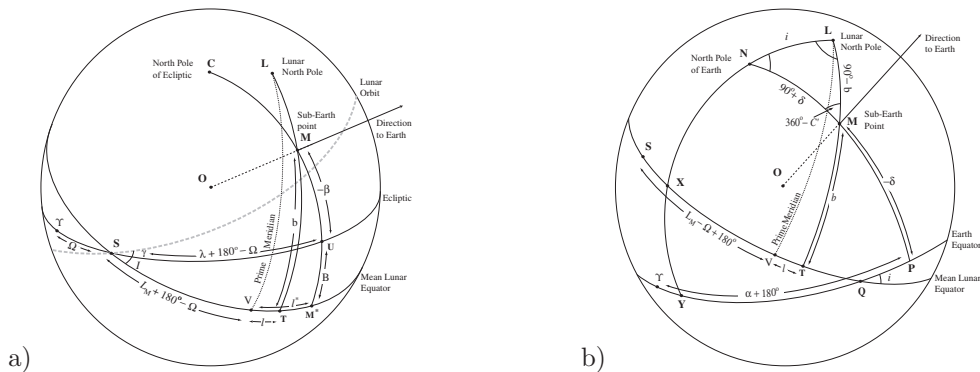 C
L
North Pole
of Ecliptic
Lunar
North Pole
Lunar
Orbit
Sub-Earth
point
M
Direction
to Earth
O
−β
Ecliptic
ϒ
Ω
S
γ
I
λ + 180° − Ω
b
Prime Meridian
U
B
L_M + 180° − Ω
V
l*
l
T
M*
Mean Lunar
Equator
a)
i
L
Lunar
North Pole
Direction
to Earth
N
North Pole
of Earth
90° + δ
90° − b
360° − C
M
Sub-Earth
Point
S
X
O
−δ
b
L_M − Ω + 180°
Prime Meridian
V
l
T
P
Earth
Equator
ϒ
α + 180°
Y
Q
i
Mean Lunar
Equator
b)